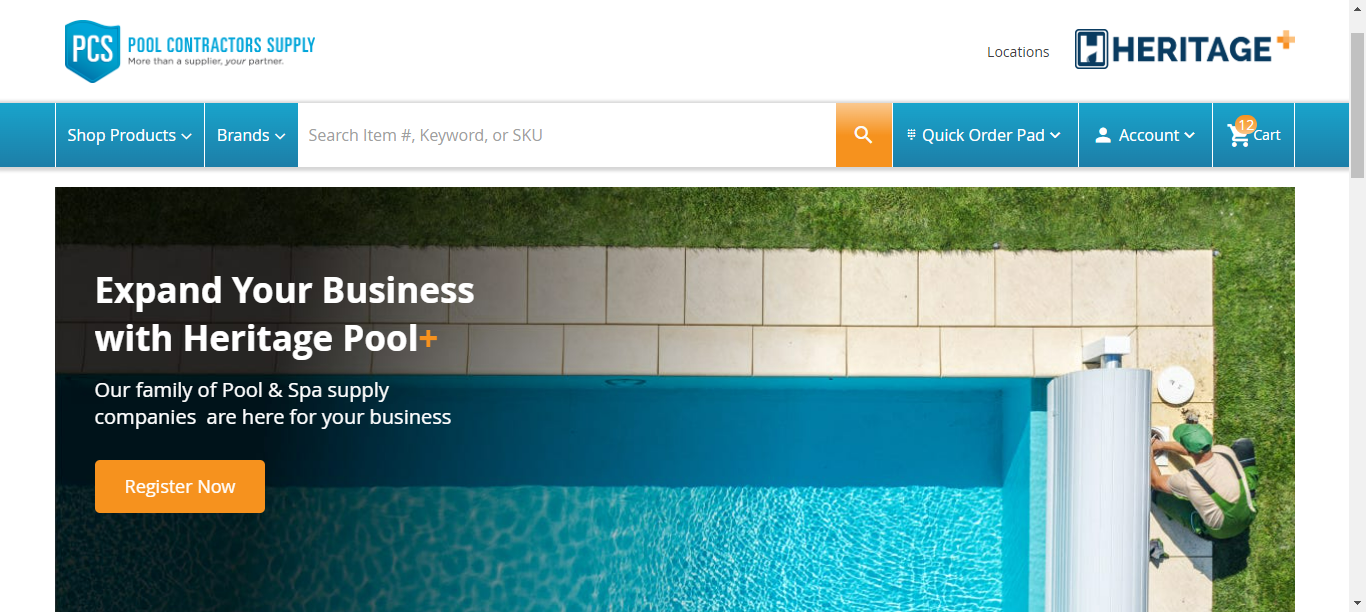 PCS
POOL CONTRACTORS SUPPLY
More than a supplier, your partner.
Locations
H HERITAGE+
Shop Products
Brands
Search Item #, Keyword, or SKU
Quick Order Pad
Account
12
Cart
Expand Your Business
with Heritage Pool+
Our family of Pool & Spa supply
companies  are here for your business
Register Now